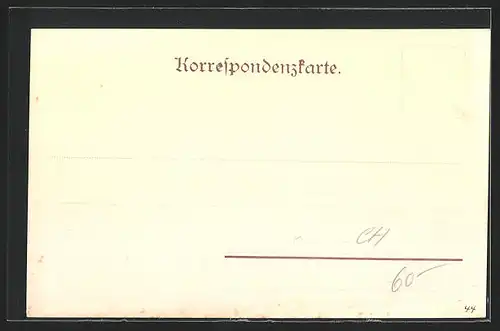 Korrespondenzkarte.
CH
60-
44